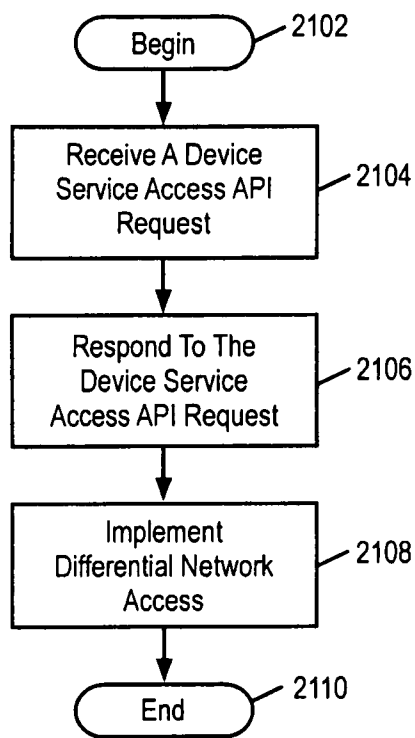 Begin
2102
Receive A Device
Service Access API
Request
2104
Respond To The
Device Service
Access API Request
2106
Implement
Differential Network
Access
2108
End
2110